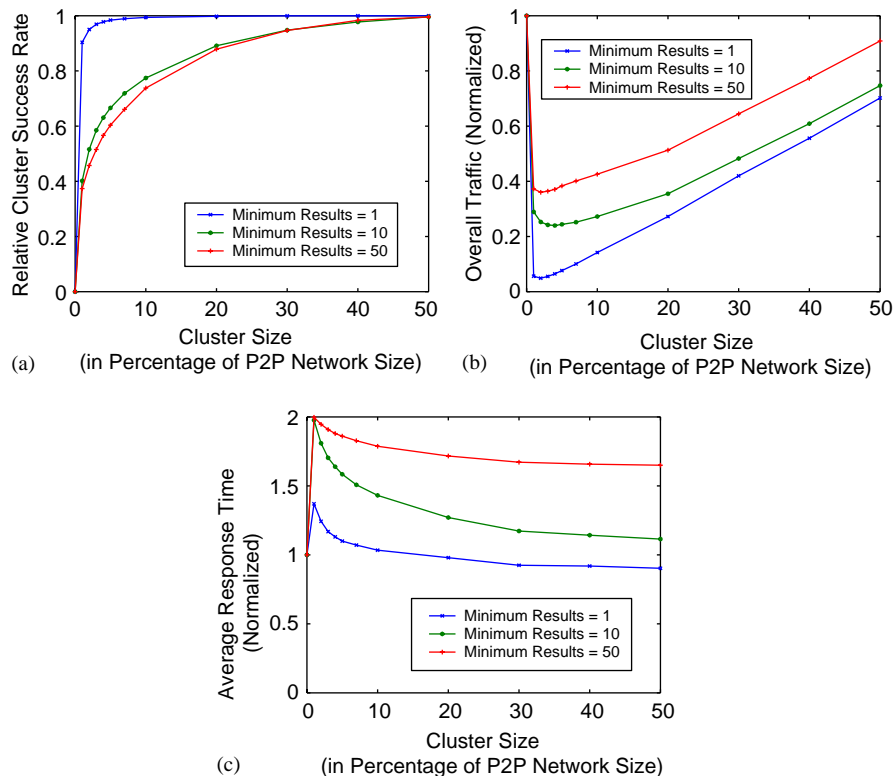 1
0.8
0.6
0.4
0.2
0
Relative Cluster Success Rate
Minimum Results = 1
Minimum Results = 10
Minimum Results = 50
0 10 20 30 40 50
Cluster Size
(a) (in Percentage of P2P Network Size)
1
0.8
0.6
0.4
0.2
0
Overall Traffic (Normalized)
Minimum Results = 1
Minimum Results = 10
Minimum Results = 50
0 10 20 30 40 50
Cluster Size
(b) (in Percentage of P2P Network Size)
2
1.5
1
0.5
0
Average Response Time
(Normalized)
Minimum Results = 1
Minimum Results = 10
Minimum Results = 50
0 10 20 30 40 50
Cluster Size
(c) (in Percentage of P2P Network Size)